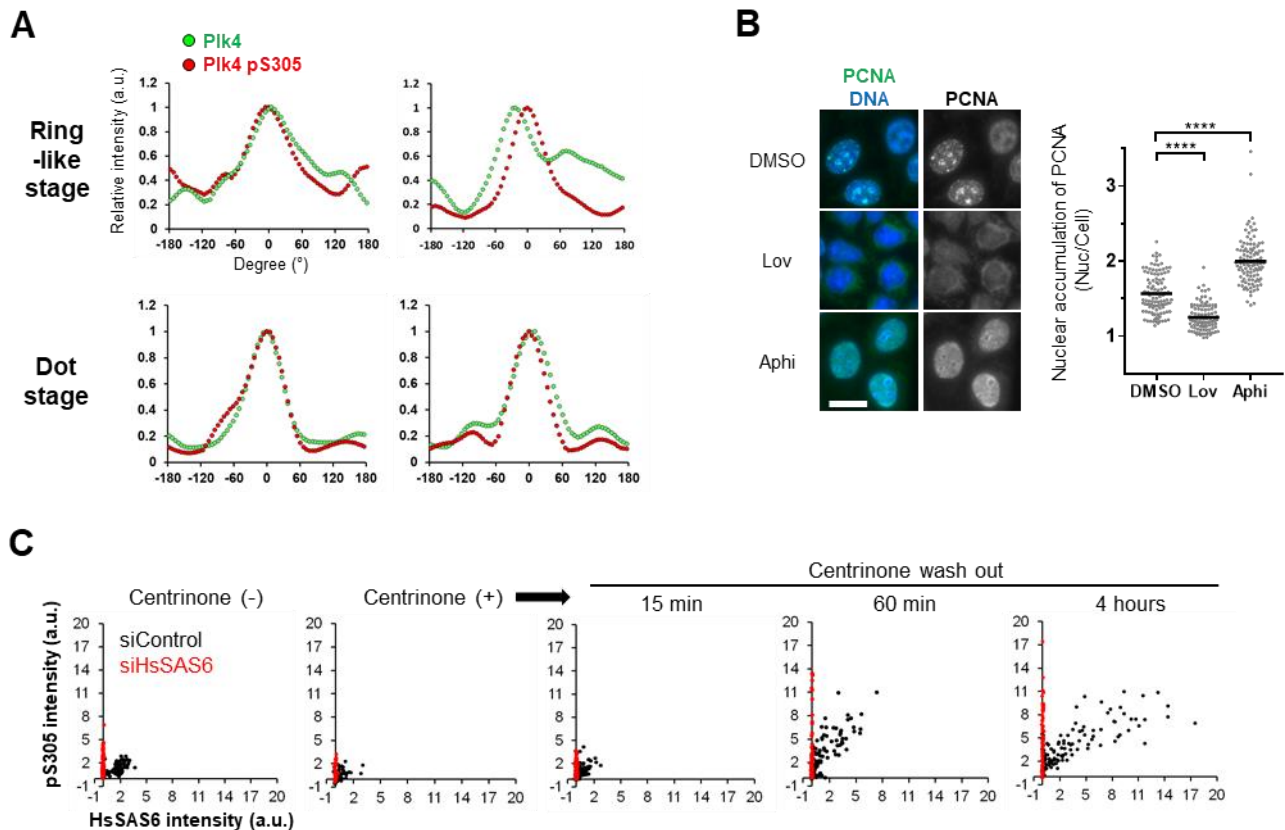 A
Plk4
Plk4 pS305
Ring
-like
stage
Relative intensity (a.u.)
1.2
1
0.8
0.6
0.4
0.2
0
-180 -120 -60 0 60 120 180
Degree (°)
1.2
1
0.8
0.6
0.4
0.2
0
-180 -120 -60 0 60 120 180
Dot
stage
1.2
1
0.8
0.6
0.4
0.2
0
-180 -120 -60 0 60 120 180
1.2
1
0.8
0.6
0.4
0.2
0
-180 -120 -60 0 60 120 180
B
PCNA
DNA
PCNA
DMSO
Lov
Aphi
Nuclear accumulation of PCNA
(Nuc/Cell)
****
****
3
2
1
DMSO Lov Aphi
C
Centrinone wash out
Centrinone (-)
Centrinone (+)
15 min
60 min
4 hours
pS305 intensity (a.u.)
siControl
siHsSAS6
20
17
14
11
8
5
2
-1
-1 2 5 8 11 14 17 20
HsSAS6 intensity (a.u.)
20
17
14
11
8
5
2
-1
-1 2 5 8 11 14 17 20
20
17
14
11
8
5
2
-1
-1 2 5 8 11 14 17 20
20
17
14
11
8
5
2
-1
-1 2 5 8 11 14 17 20
20
17
14
11
8
5
2
-1
-1 2 5 8 11 14 17 20